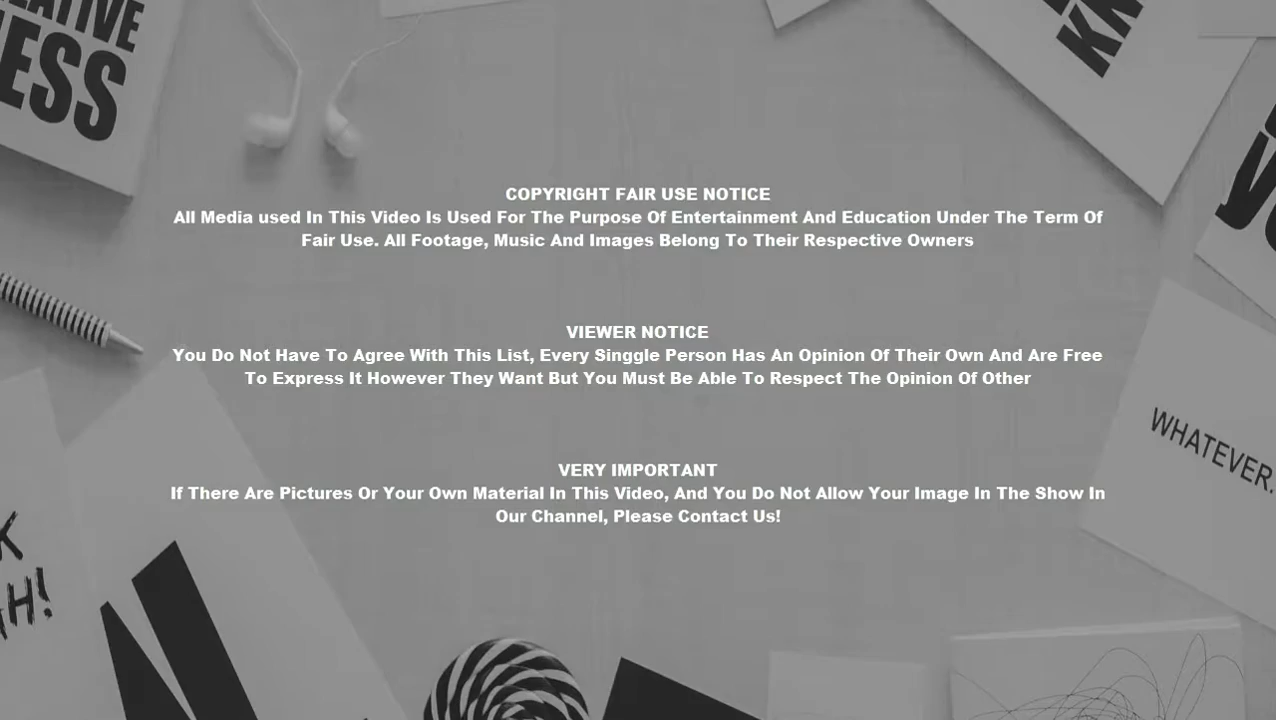 COPYRIGHT FAIR USE NOTICE
All Media used In This Video Is Used For The Purpose Of Entertainment And Education Under The Term Of
Fair Use. All Footage, Music And Images Belong To Their Respective Owners
VIEWER NOTICE
You Do Not Have To Agree With This List, Every Singgle Person Has An Opinion Of Their Own And Are Free
To Express It However They Want But You Must Be Able To Respect The Opinion Of Other
VERY IMPORTANT
If There Are Pictures Or Your Own Material In This Video, And You Do Not Allow Your Image In The Show In
Our Channel, Please Contact Us!
WHATEVER.